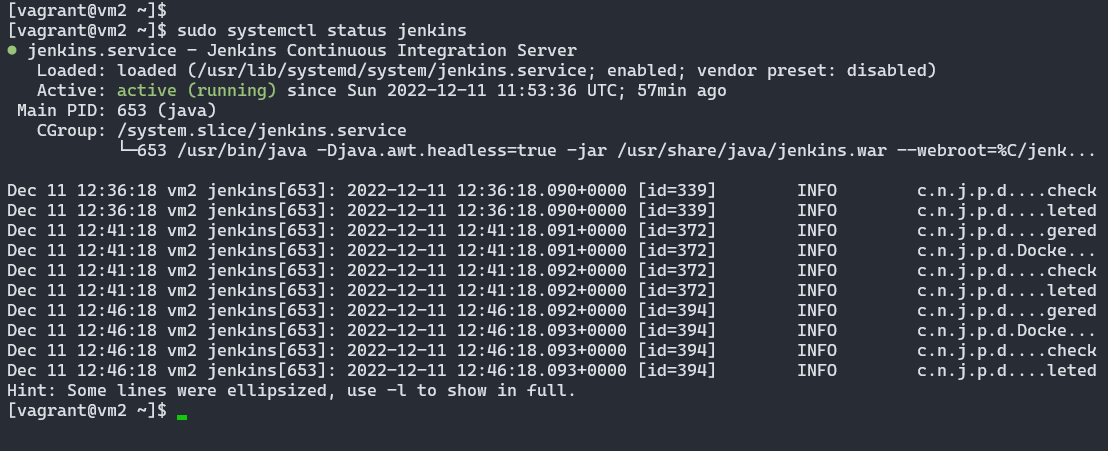 [vagrant@vm2 ~]$
[vagrant@vm2 ~]$ sudo systemctl status jenkins
● jenkins.service - Jenkins Continuous Integration Server
   Loaded: loaded (/usr/lib/systemd/system/jenkins.service; enabled; vendor preset: disabled)
   Active: active (running) since Sun 2022-12-11 11:53:36 UTC; 57min ago
 Main PID: 653 (java)
   CGroup: /system.slice/jenkins.service
           └─653 /usr/bin/java -Djava.awt.headless=true -jar /usr/share/java/jenkins.war --webroot=%C/jenk...

Dec 11 12:36:18 vm2 jenkins[653]: 2022-12-11 12:36:18.090+0000 [id=339]        INFO        c.n.j.p.d....check
Dec 11 12:36:18 vm2 jenkins[653]: 2022-12-11 12:36:18.090+0000 [id=339]        INFO        c.n.j.p.d....leted
Dec 11 12:41:18 vm2 jenkins[653]: 2022-12-11 12:41:18.091+0000 [id=372]        INFO        c.n.j.p.d....gered
Dec 11 12:41:18 vm2 jenkins[653]: 2022-12-11 12:41:18.091+0000 [id=372]        INFO        c.n.j.p.d.Docke...
Dec 11 12:41:18 vm2 jenkins[653]: 2022-12-11 12:41:18.092+0000 [id=372]        INFO        c.n.j.p.d....check
Dec 11 12:41:18 vm2 jenkins[653]: 2022-12-11 12:41:18.092+0000 [id=372]        INFO        c.n.j.p.d....leted
Dec 11 12:46:18 vm2 jenkins[653]: 2022-12-11 12:46:18.092+0000 [id=394]        INFO        c.n.j.p.d....gered
Dec 11 12:46:18 vm2 jenkins[653]: 2022-12-11 12:46:18.093+0000 [id=394]        INFO        c.n.j.p.d.Docke...
Dec 11 12:46:18 vm2 jenkins[653]: 2022-12-11 12:46:18.093+0000 [id=394]        INFO        c.n.j.p.d....check
Dec 11 12:46:18 vm2 jenkins[653]: 2022-12-11 12:46:18.093+0000 [id=394]        INFO        c.n.j.p.d....leted
Hint: Some lines were ellipsized, use -l to show in full.
[vagrant@vm2 ~]$